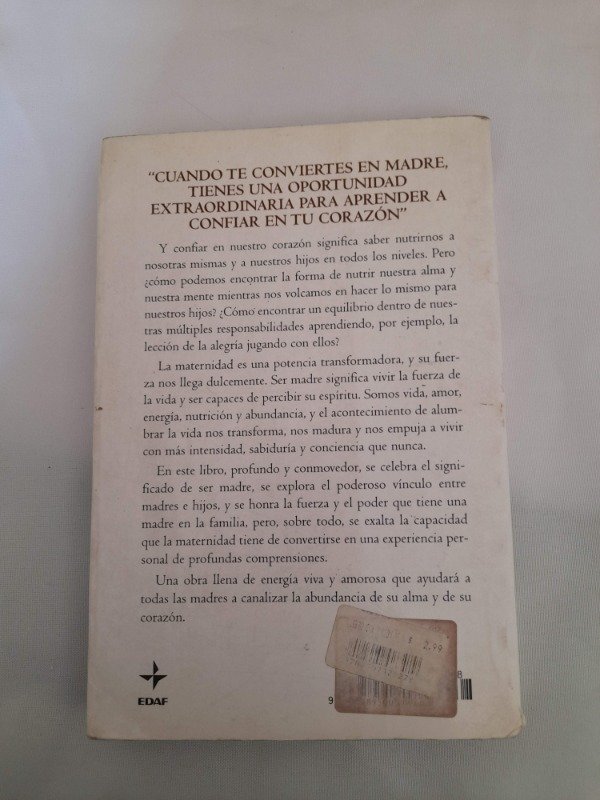 “CUANDO TE CONVIERTES EN MADRE,
TIENES UNA OPORTUNIDAD
EXTRAORDINARIA PARA APRENDER A
CONFIAR EN TU CORAZÓN”
Y confiar en nuestro corazón significa saber nutrirnos a
nosotras mismas y a nuestros hijos en todos los niveles. Pero
¿cómo podemos encontrar la forma de nutrir nuestra alma y
nuestra mente mientras nos volcamos en hacer lo mismo para
nuestros hijos? ¿Cómo encontrar un equilibrio dentro de nues-
tras múltiples responsabilidades aprendiendo, por ejemplo, la
lección de la alegría jugando con ellos?
La maternidad es una potencia transformadora, y su fuer-
za nos llega dulcemente. Ser madre significa vivir la fuerza de
la vida y ser capaces de percibir su espíritu. Somos vida, amor,
energía, nutrición y abundancia, y el acontecimiento de alum-
brar la vida nos transforma, nos madura y nos empuja a vivir
con más intensidad, sabiduría y conciencia que nunca.
En este libro, profundo y conmovedor, se celebra el signi-
ficado de ser madre, se explora el poderoso vínculo entre
madres e hijos, y se honra la fuerza y el poder que tiene una
madre en la familia, pero, sobre todo, se exalta la capacidad
que la maternidad tiene de convertirse en una experiencia per-
sonal de profundas comprensiones.
Una obra llena de energía viva y amorosa que ayudará a
todas las madres a canalizar la abundancia de su alma y de su
corazón.
$ 2.99
8
9
EDAF